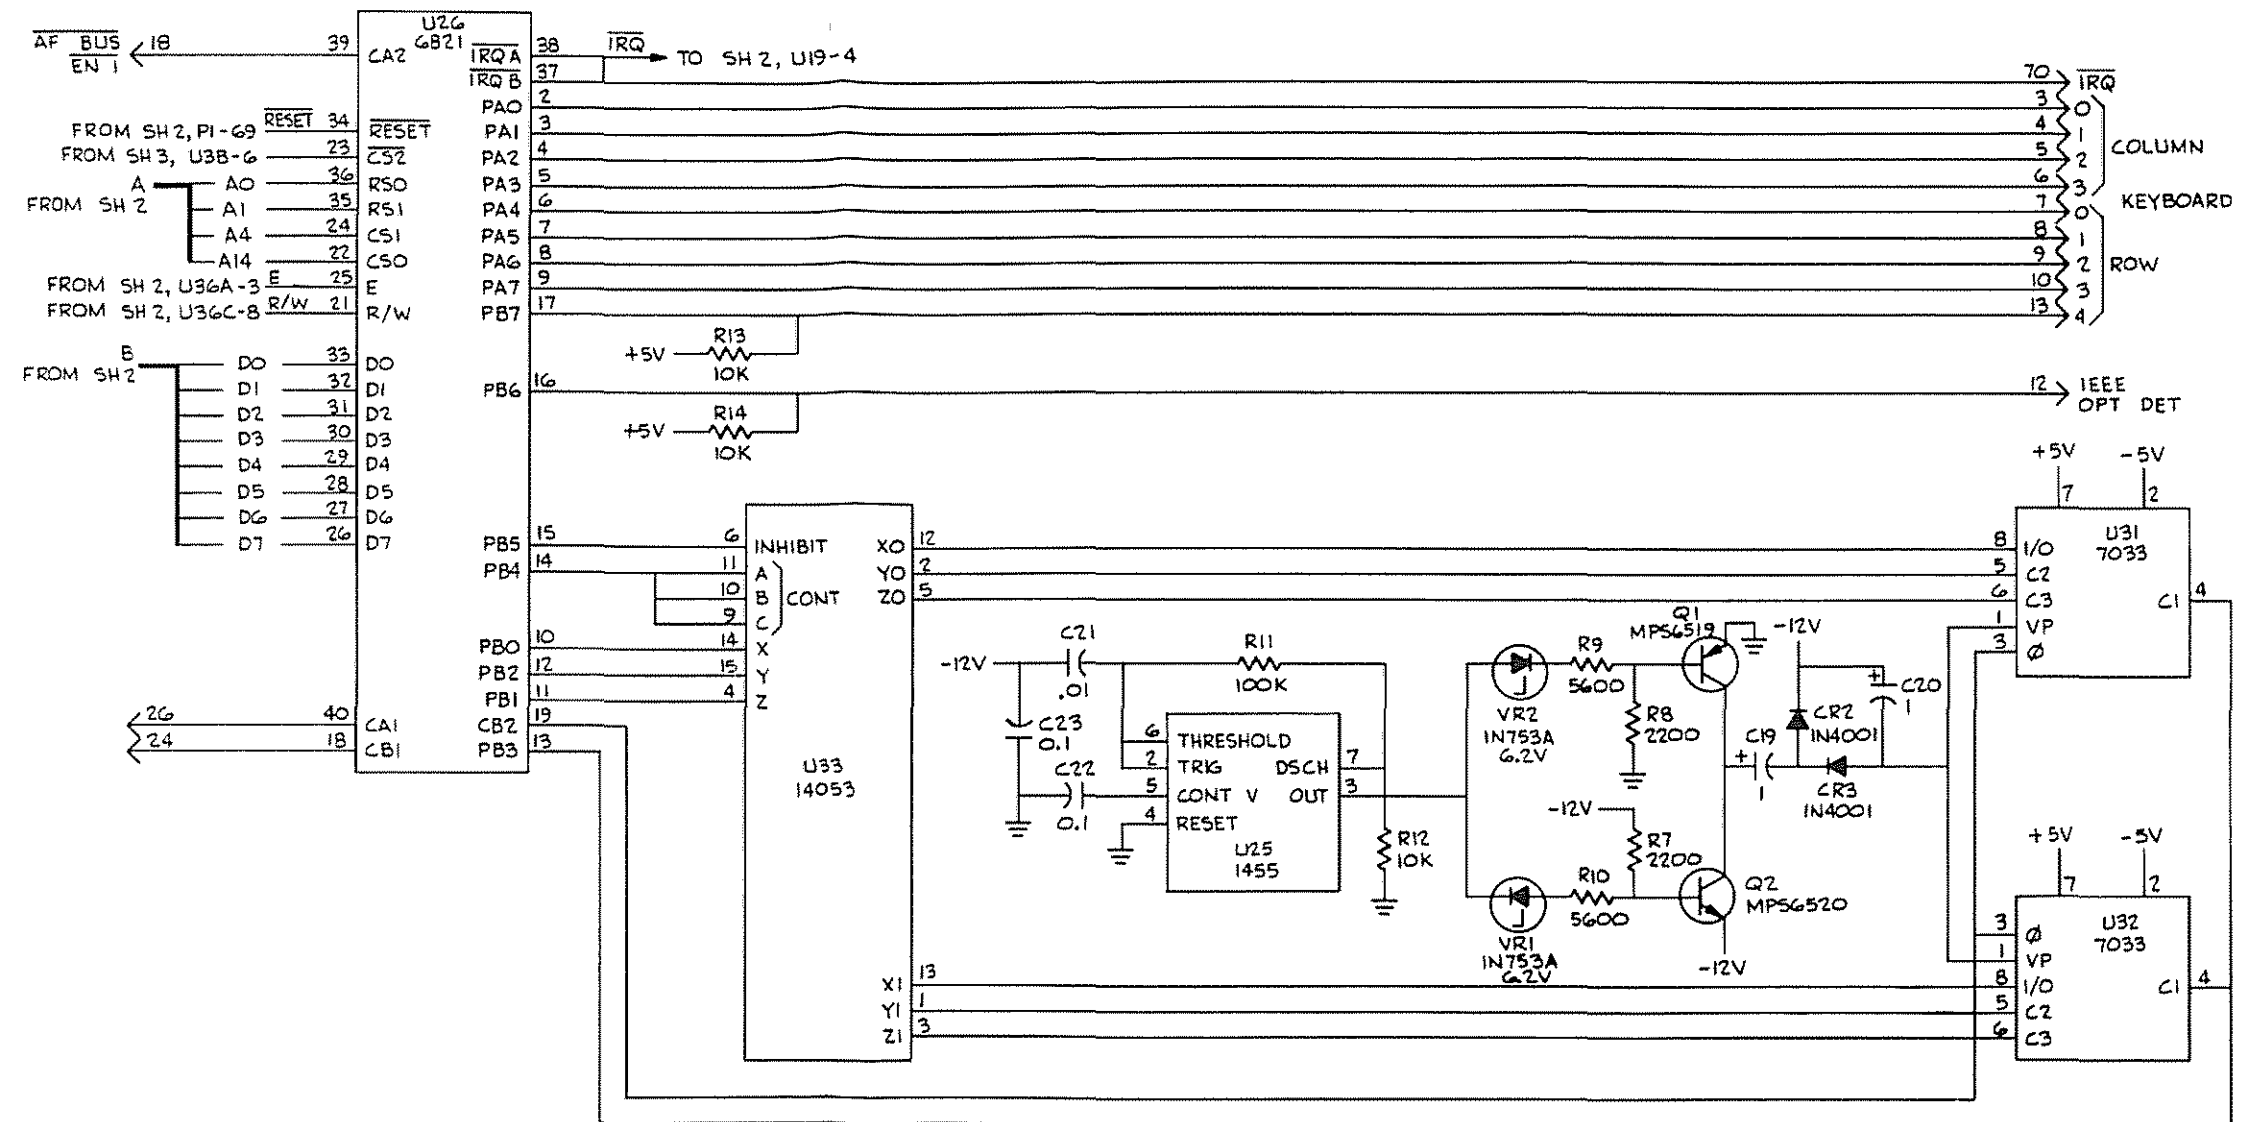 U26
6821
AF BUS
EN 1
18
39
CA2
IRQA
38
IRQ
TO SH 2, U19-4
IRQB
37
70
IRQ
PA0
2
3
0
FROM SH 2, P1-69
RESET
34
RESET
PA1
3
4
1
COLUMN
FROM SH 3, U3B-6
23
CS2
PA2
4
5
2
A
FROM SH 2
A0
36
RS0
PA3
5
6
3
KEYBOARD
A1
35
RS1
PA4
6
7
0
A4
24
CS1
PA5
7
8
1
A14
22
CS0
PA6
8
9
2
ROW
FROM SH 2, U36A-3
E
25
E
PA7
9
10
3
FROM SH 2, U36C-8
R/W
21
R/W
PB7
17
13
4
+5V
R13
10K
B
FROM SH 2
D0
33
D0
D1
32
D1
PB6
16
12
IEEE
OPT DET
D2
31
D2
+5V
R14
10K
D3
30
D3
D4
29
D4
D5
28
D5
D6
27
D6
D7
26
D7
+5V
-5V
7
2
U31
7033
PB5
15
6
INHIBIT
X0
12
8
I/O
PB4
14
11
A
Y0
2
5
C2
10
B
CONT
Z0
5
6
C3
C1
4
9
C
1
VP
PB0
10
14
X
3
Ø
PB2
12
15
Y
PB1
11
4
Z
26
40
CA1
CB2
19
24
18
CB1
PB3
13
U33
14053
-12V
C21
.01
R11
100K
C23
0.1
C22
0.1
6
THRESHOLD
2
TRIG
DSCH
7
5
CONT V
OUT
3
4
RESET
U25
1455
R12
10K
VR2
1N753A
6.2V
R9
5600
Q1
MPS6519
R8
2200
-12V
C20
1
CR2
1N4001
C19
1
CR3
1N4001
-12V
R7
2200
R10
5600
VR1
1N753A
6.2V
Q2
MPS6520
-12V
+5V
-5V
7
2
U32
7033
3
Ø
1
VP
X1
13
8
I/O
C1
4
Y1
1
5
C2
Z1
3
6
C3